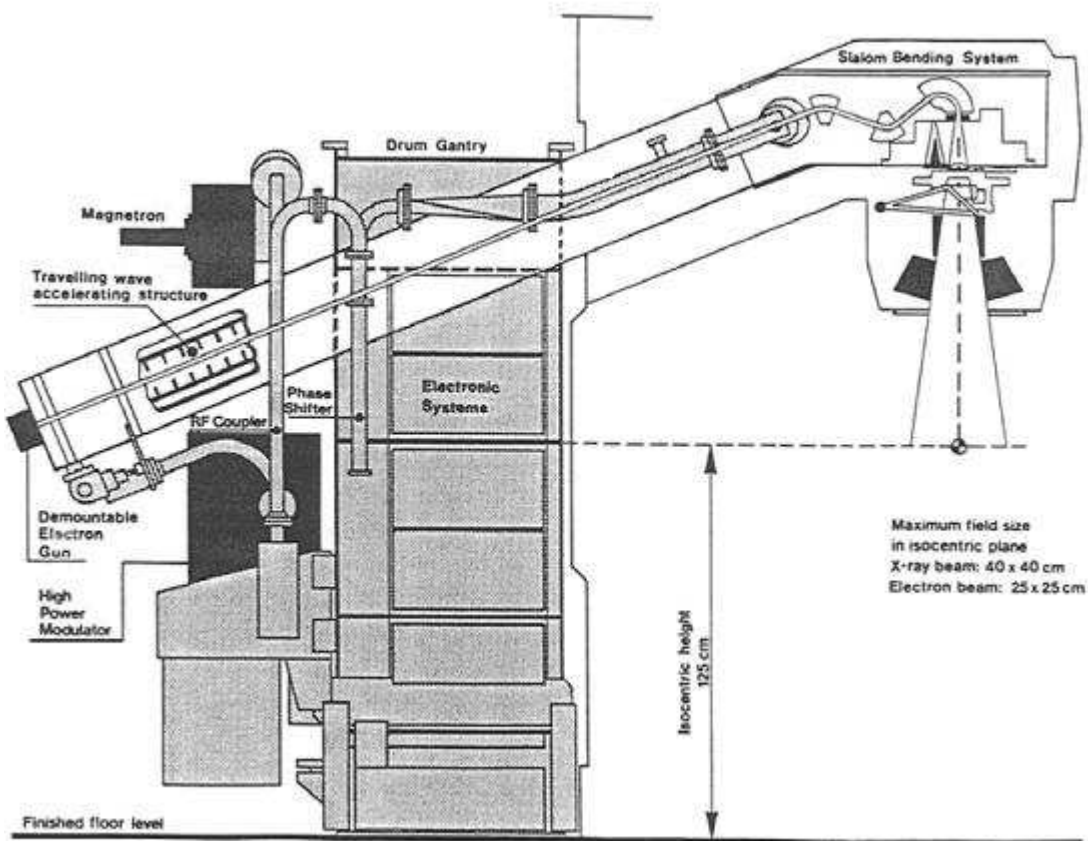 Slalom Bending System
Drum Gantry
Magnetron
Travelling wave
accelerating structure
Phase
Shifter
Electronic
Systems
RF Coupler
Demountable
Electron
Gun
High
Power
Modulator
Maximum field size
in isocentric plane
X-ray beam: 40 x 40 cm
Electron beam: 25 x 25 cm
Isocentric height
125 cm
Finished floor level